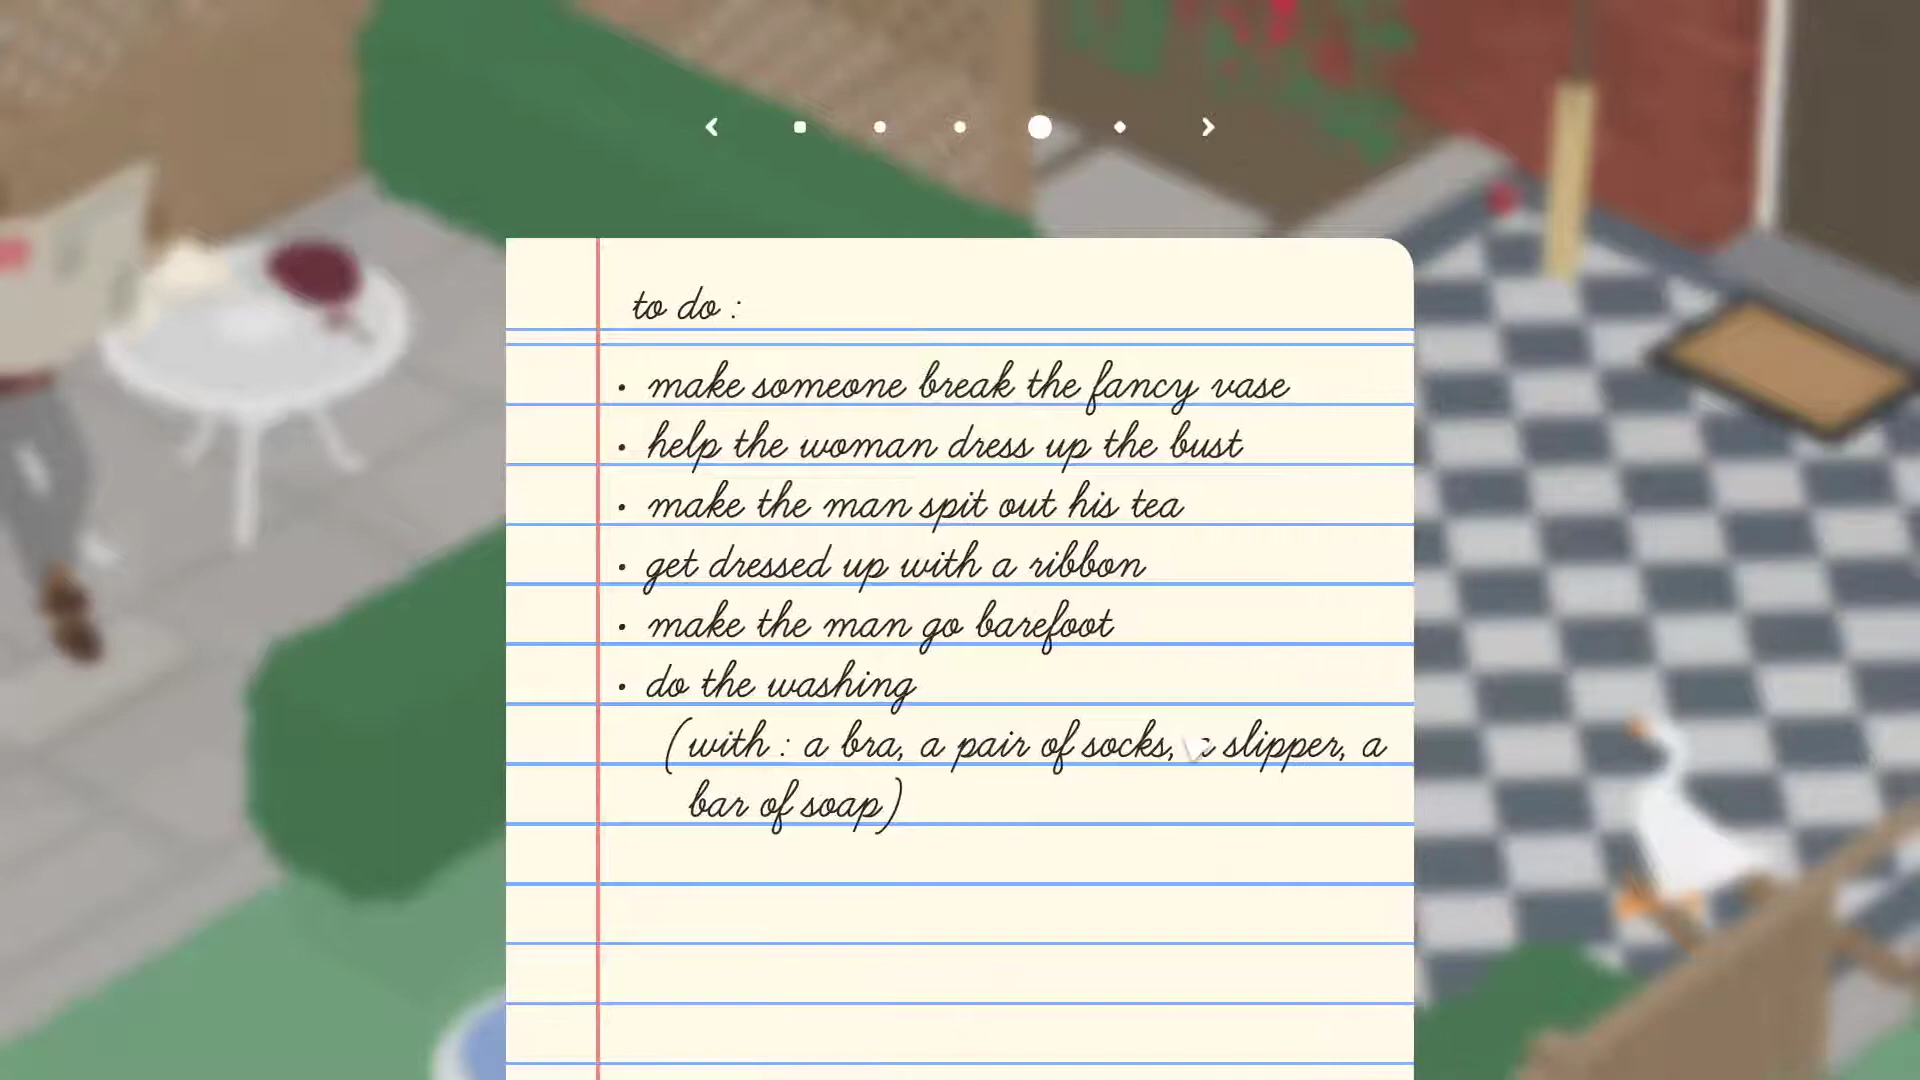 to do :
• make someone break the fancy vase
• help the woman dress up the bust
• make the man spit out his tea
• get dressed up with a ribbon
• make the man go barefoot
• do the washing
(with : a bra, a pair of socks, a slipper, a
bar of soap)